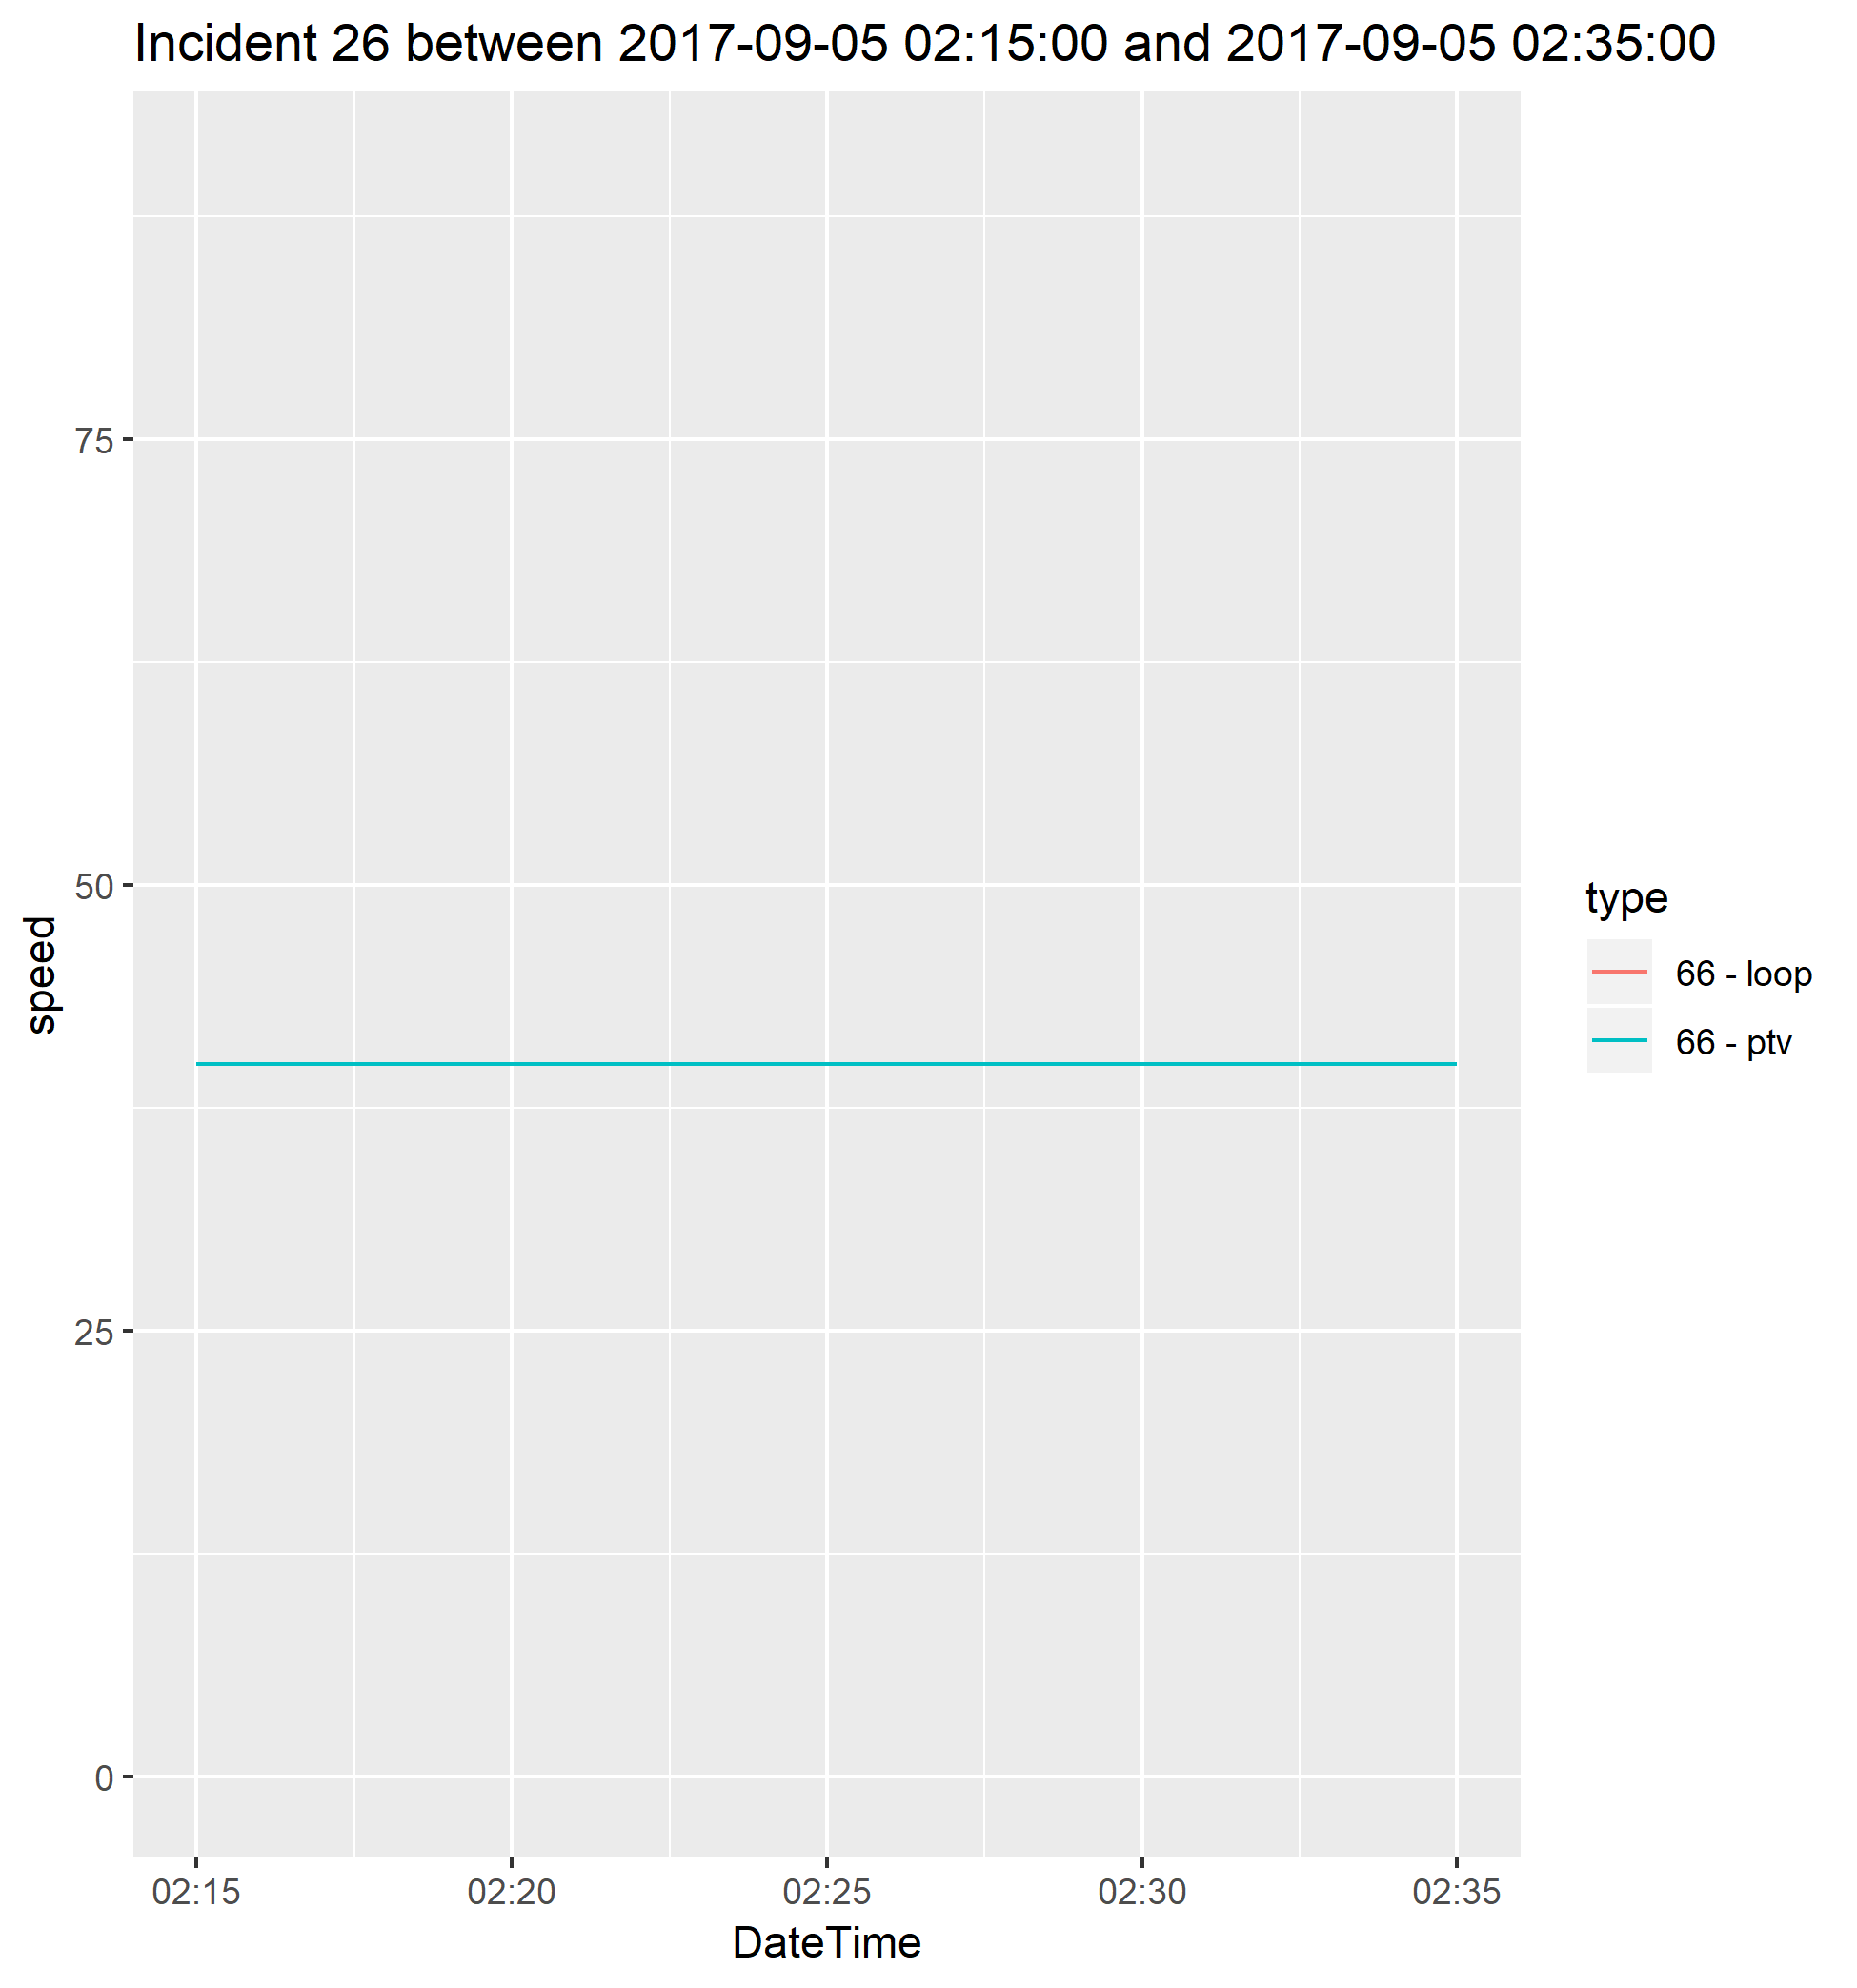 Incident 26 between 2017-09-05 02:15:00 and 2017-09-05 02:35:00
75
50
25
0
speed
02:15 02:20 02:25 02:30 02:35
DateTime
type
66 - loop
66 - ptv